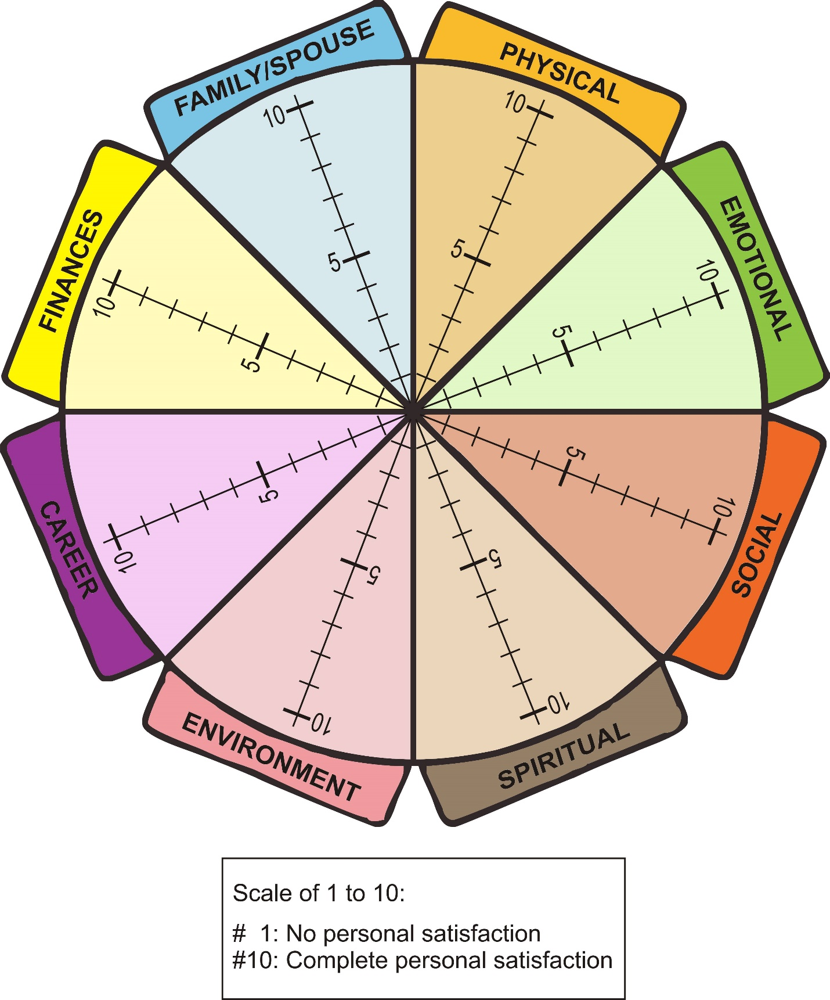 FAMILY/SPOUSE
10
5
PHYSICAL
10
5
EMOTIONAL
10
5
SOCIAL
10
5
SPIRITUAL
10
5
ENVIRONMENT
10
5
CAREER
10
5
FINANCES
10
5
Scale of 1 to 10:
# 1: No personal satisfaction
#10: Complete personal satisfaction